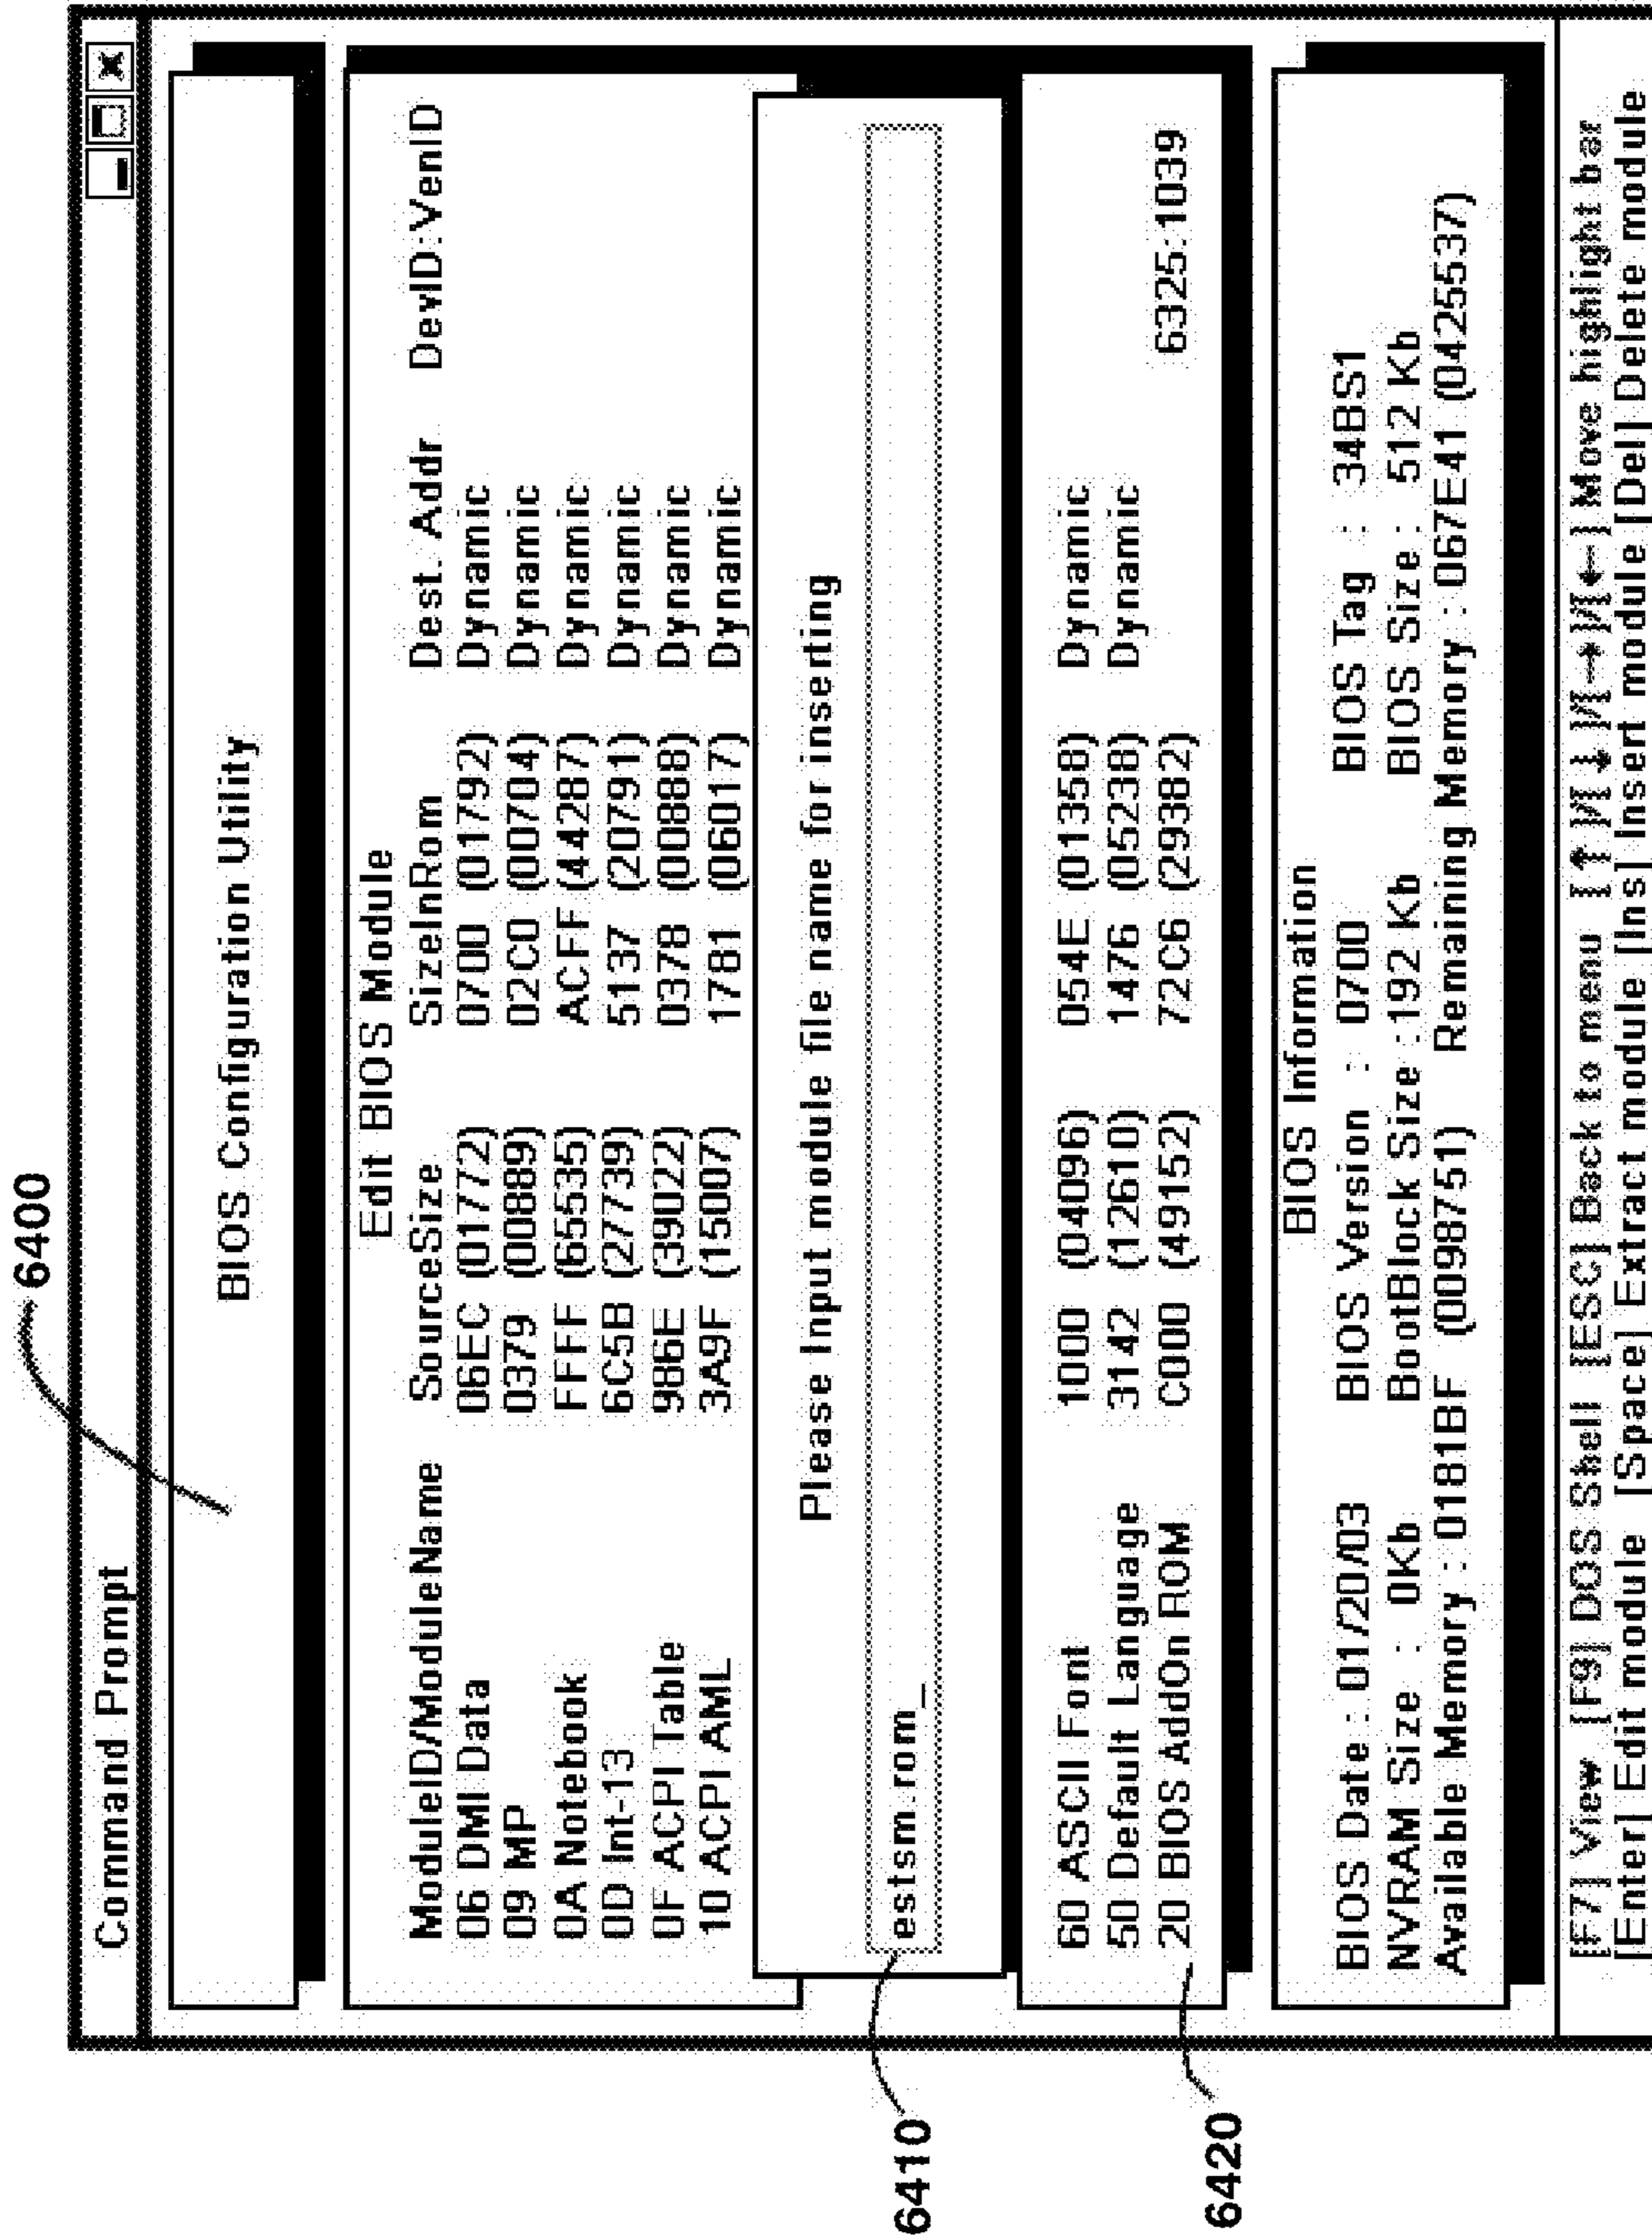 6400
Command Prompt
BIOS Configuration Utility
Edit BIOS Module
ModuleID/ModuleName SourceSize SizeInRom Dest. Addr DevID:VenID
06 DMI Data 06EC (01772) 0700 (01792) Dynamic
09 MP 0379 (00889) 02C0 (00704) Dynamic
0A Notebook FFFF (65535) ACFF (44287) Dynamic
0D Int-13 6C5B (27739) 5137 (20791) Dynamic
0F ACPI Table 986E (39022) 0378 (00888) Dynamic
10 ACPI AML 3A9F (15007) 1781 (06017) Dynamic
Please Input module file name for inserting
6410
estsm.rom_
60 ASCII Font 1000 (04096) 054E (01358) Dynamic
50 Default Language 3142 (12610) 1476 (05238) Dynamic
6420
20 BIOS AddOn ROM C000 (49152) 72C6 (29382) 6325:1039
BIOS Information
BIOS Date : 01/20/03 BIOS Version : 0700 BIOS Tag : 34BS1
NVRAM Size : 0Kb BootBlock Size :192 Kb BIOS Size : 512 Kb
Available Memory : 0181BF (0098751) Remaining Memory : 067E41 (0425537)
[F7] View [F9] DOS Shell [ESC] Back to menu [↑]/[↓]/[→]/[←] Move highlight bar
[Enter] Edit module [Space] Extract module [Ins] Insert module [Del] Delete module